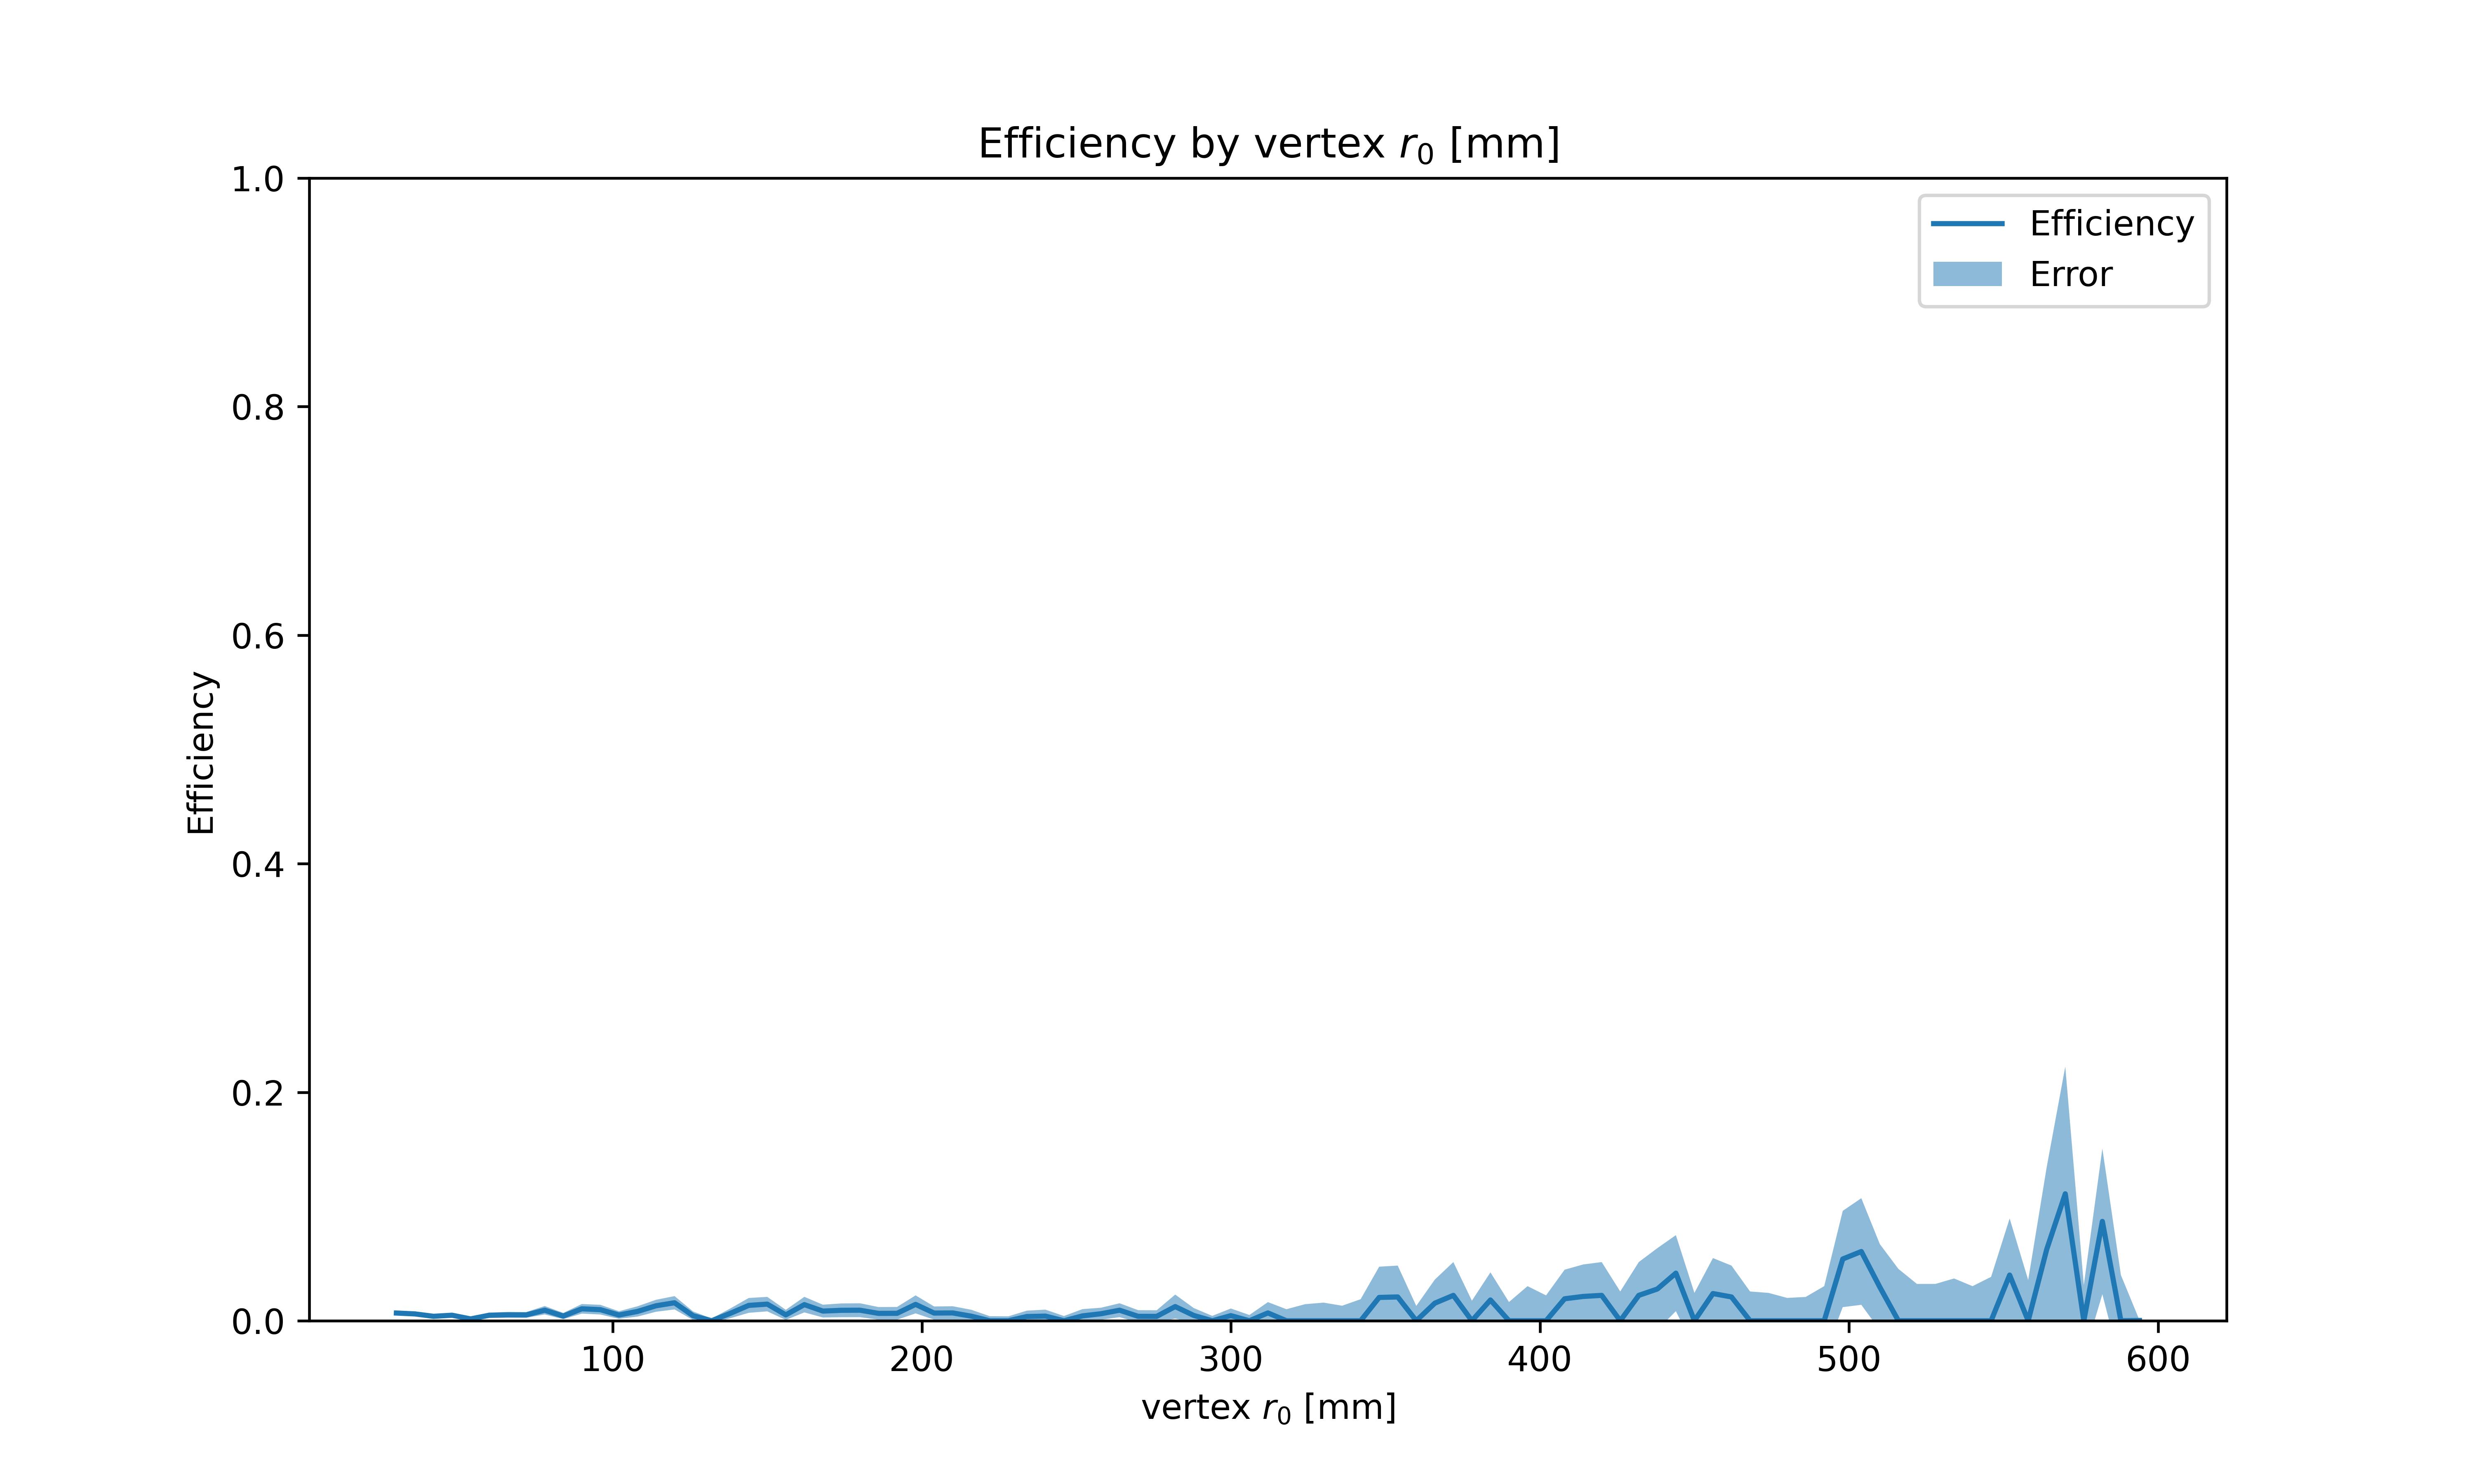 Efficiency by vertex r₀ [mm]
Efficiency
Error
1.0
0.8
0.6
0.4
0.2
0.0
Efficiency
100 200 300 400 500 600
vertex r₀ [mm]